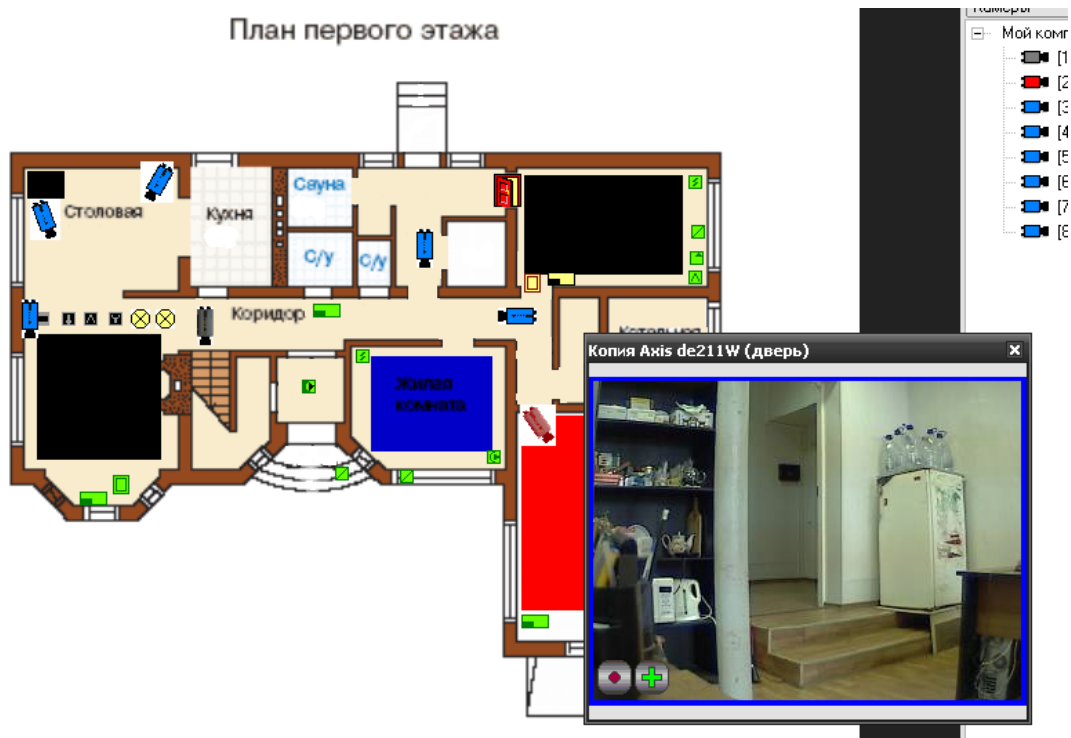 План первого этажа
Камеры
Мой комп
[1
[2
[3
[4
[5
[6
[7
[8
Столовая
Кухня
Сауна
С/у
С/у
Коридор
Котельная
Жилая
комната
Копия Axis de211W (дверь)